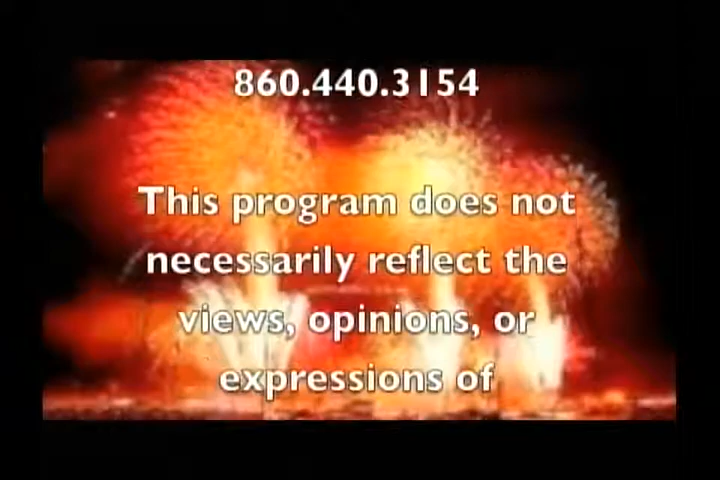 860.440.3154
This program does not
necessarily reflect the
views, opinions, or
expressions of